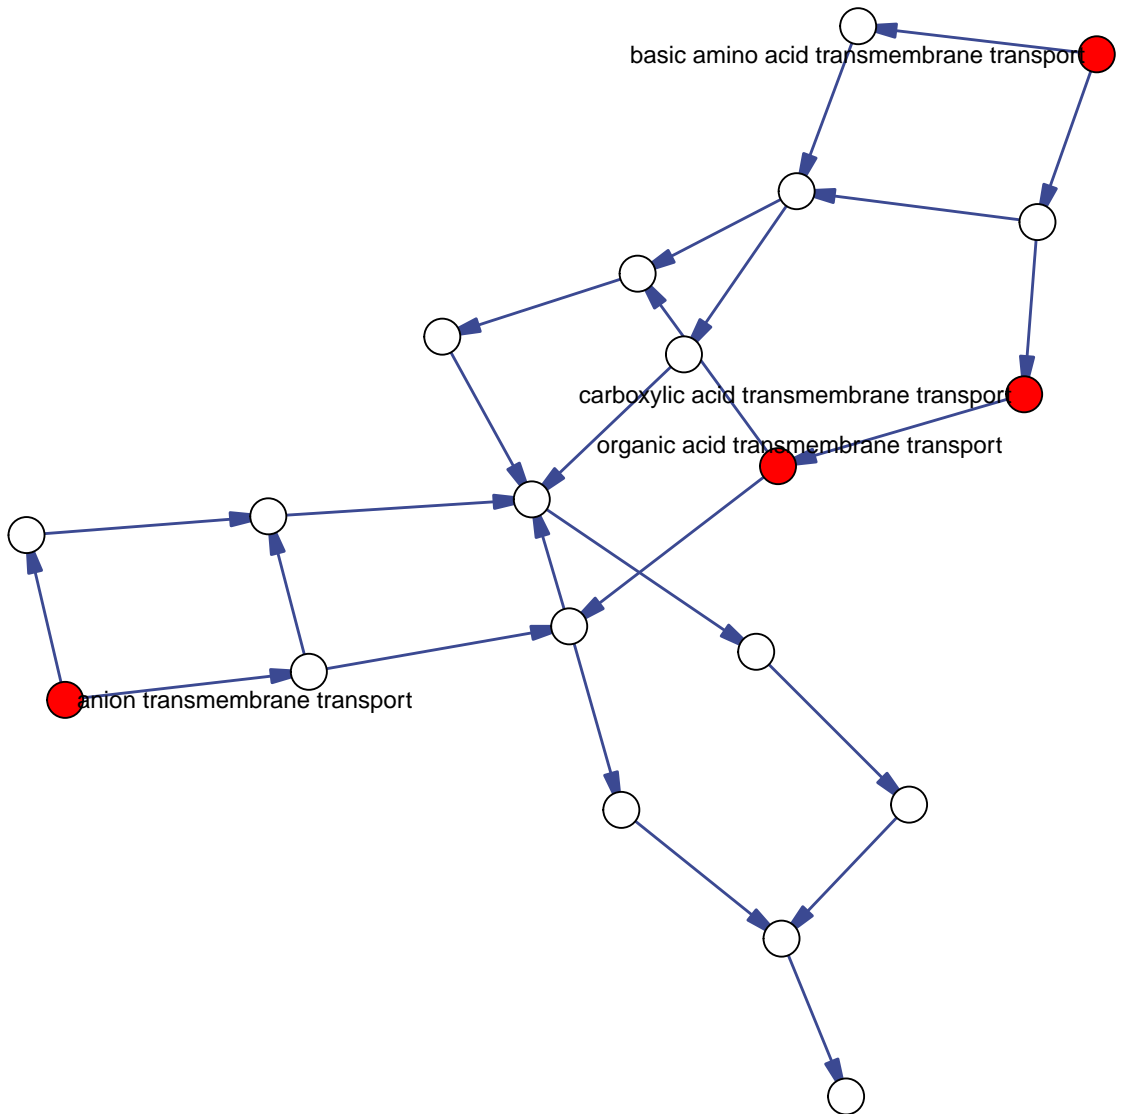 basic amino acid transmembrane transport
carboxylic acid transmembrane transport
organic acid transmembrane transport
anion transmembrane transport